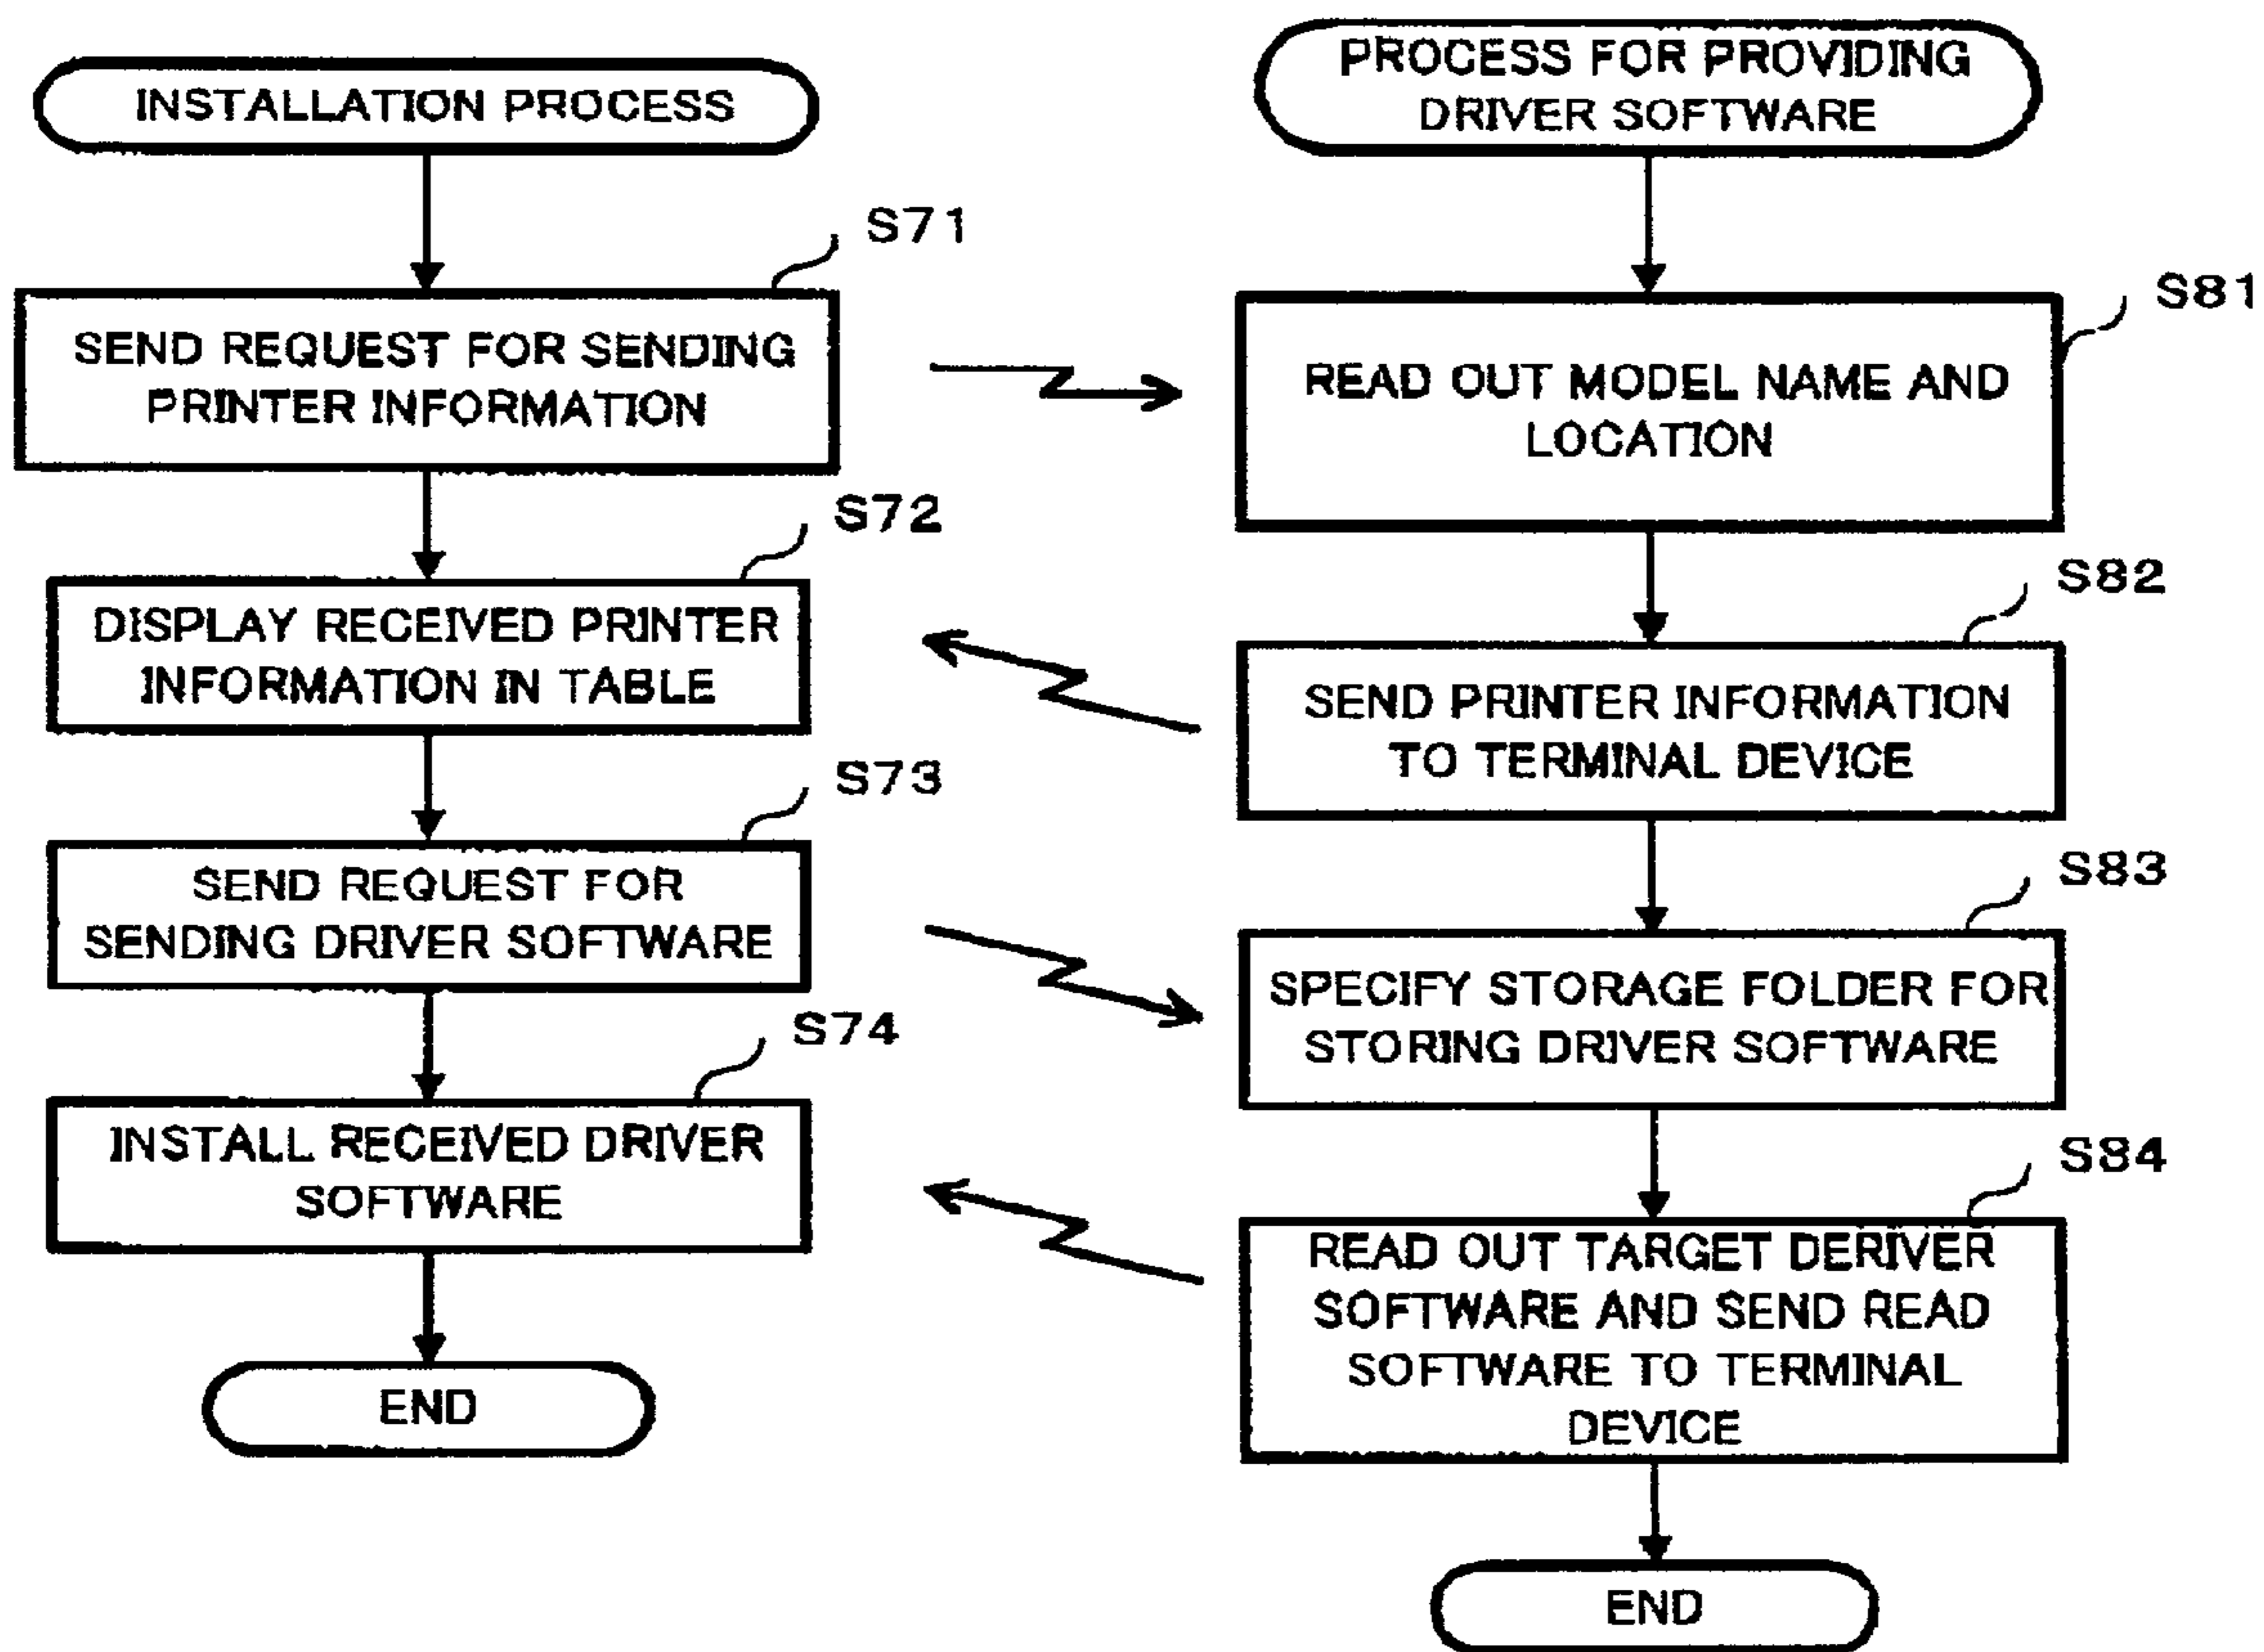 INSTALLATION PROCESS
S71
SEND REQUEST FOR SENDING
PRINTER INFORMATION
S72
DISPLAY RECEIVED PRINTER
INFORMATION IN TABLE
S73
SEND REQUEST FOR
SENDING DRIVER SOFTWARE
S74
INSTALL RECEIVED DRIVER
SOFTWARE
END
PROCESS FOR PROVIDING
DRIVER SOFTWARE
S81
READ OUT MODEL NAME AND
LOCATION
S82
SEND PRINTER INFORMATION
TO TERMINAL DEVICE
S83
SPECIFY STORAGE FOLDER FOR
STORING DRIVER SOFTWARE
S84
READ OUT TARGET DERIVER
SOFTWARE AND SEND READ
SOFTWARE TO TERMINAL
DEVICE
END